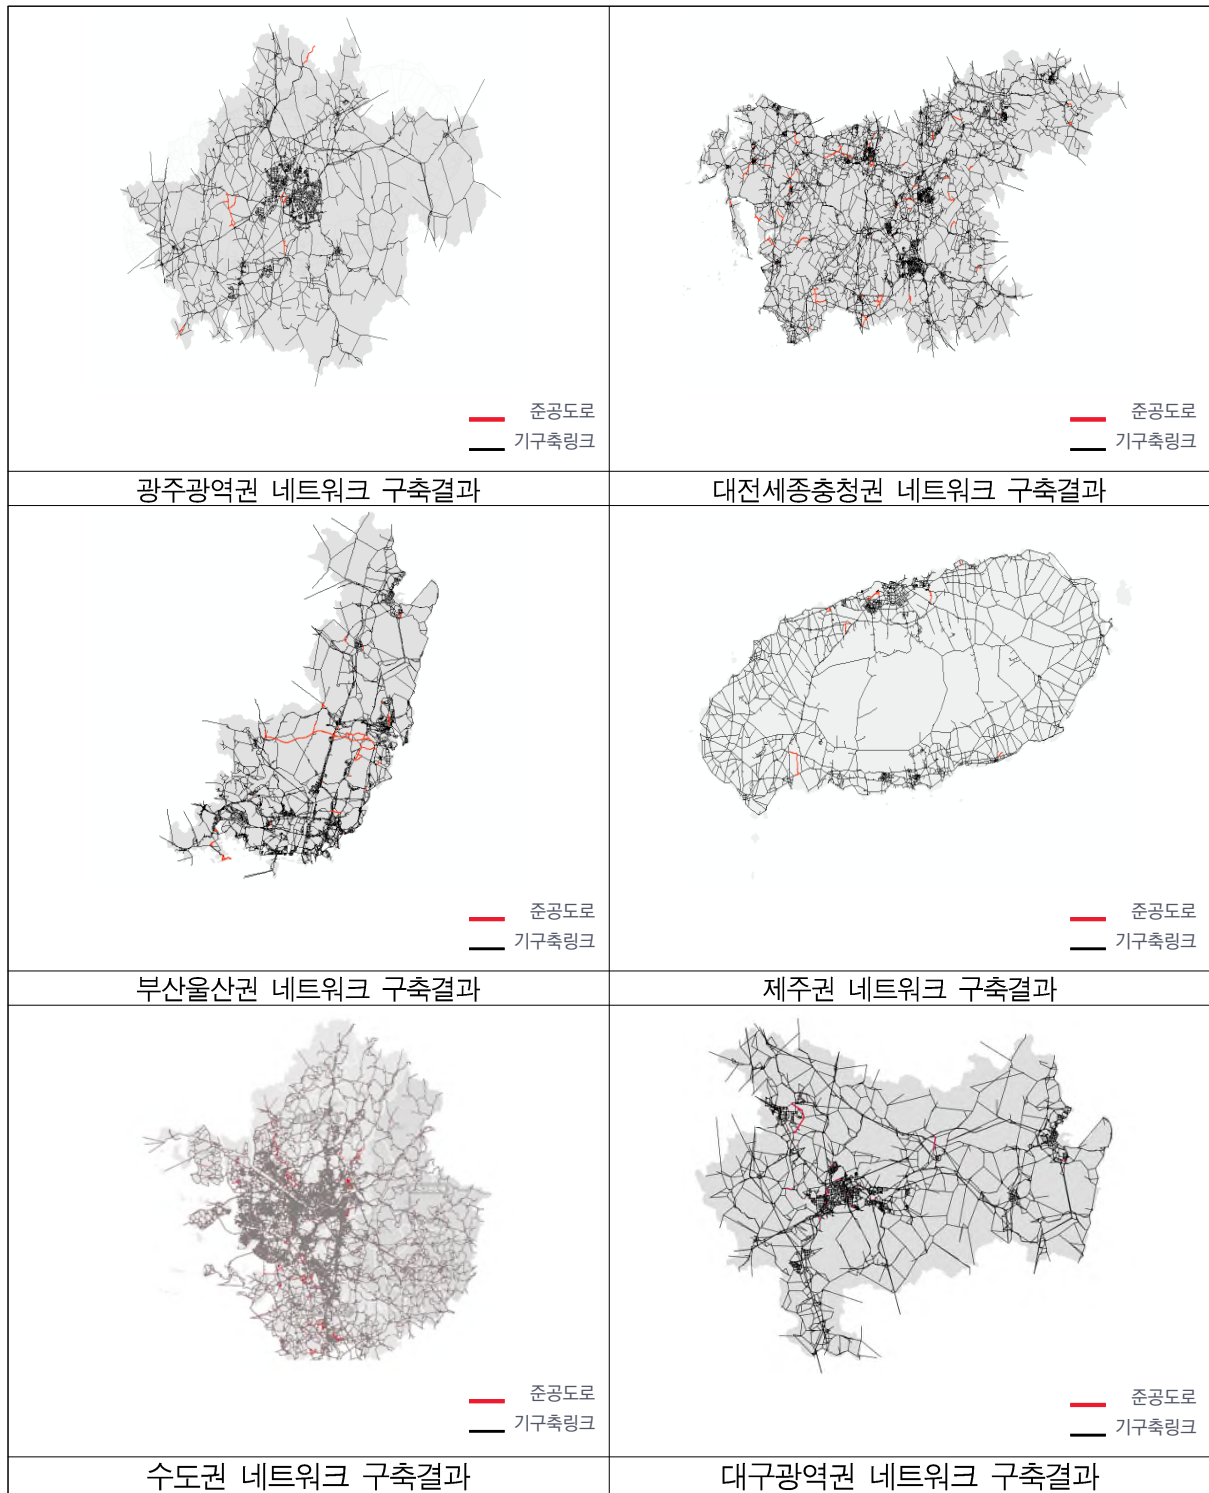 준공도로
기구축링크
준공도로
기구축링크
광주광역권 네트워크 구축결과
대전세종충청권 네트워크 구축결과
준공도로
기구축링크
준공도로
기구축링크
부산울산권 네트워크 구축결과
제주권 네트워크 구축결과
준공도로
기구축링크
준공도로
기구축링크
수도권 네트워크 구축결과
대구광역권 네트워크 구축결과